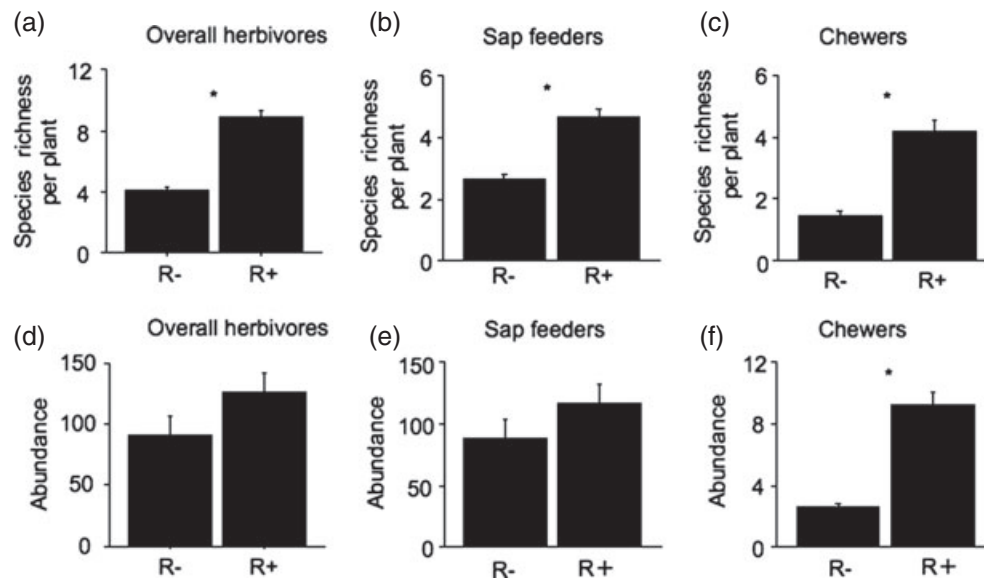 (a)
Overall herbivores
Species richness
per plant
12
8
4
0
*
R-
R+
(b)
Sap feeders
Species richness
per plant
6
4
2
0
*
R-
R+
(c)
Chewers
Species richness
per plant
6
4
2
0
*
R-
R+
(d)
Overall herbivores
Abundance
150
100
50
0
R-
R+
(e)
Sap feeders
Abundance
150
100
50
0
R-
R+
(f)
Chewers
Abundance
12
8
4
0
*
R-
R+